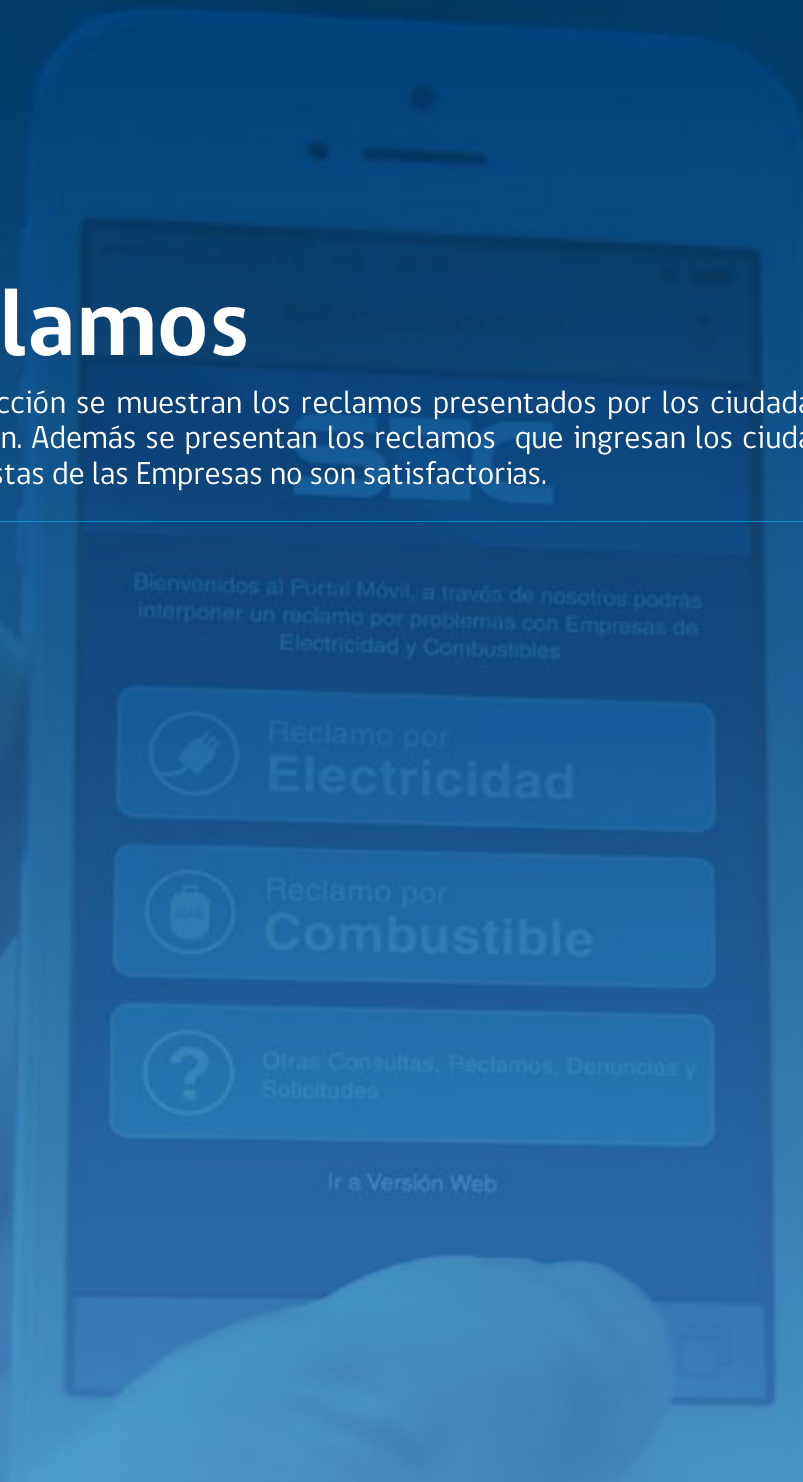 lamos
cción se muestran los reclamos presentados por los ciudada
n. Además se presentan los reclamos que ingresan los ciuda
stas de las Empresas no son satisfactorias.
SEC
Bienvenidos al Portal Móvil, a través de nosotros podrás
interponer un reclamo por problemas con Empresas de
Electricidad y Combustibles
Reclamo por
Electricidad
Reclamo por
GAS
Combustible
?
Otras Consultas, Reclamos, Denuncias y
Solicitudes
Ir a Versión Web